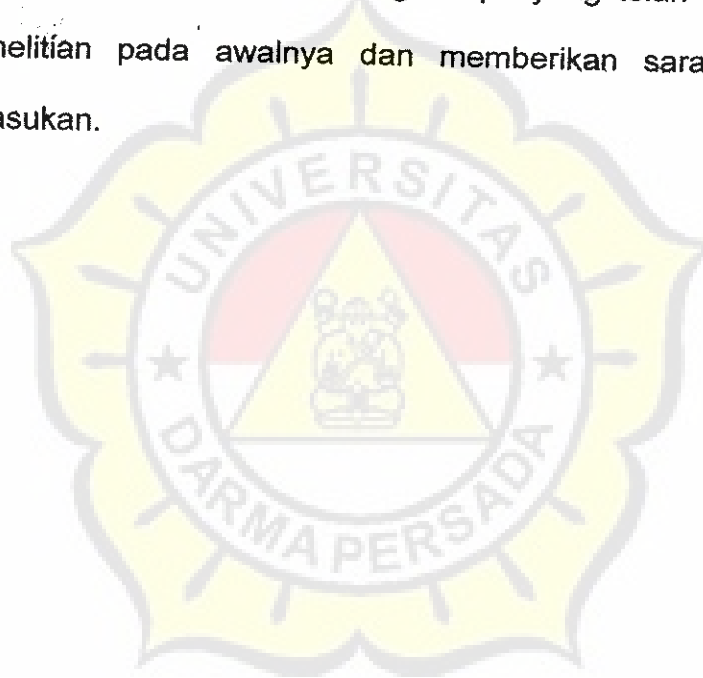 nelitian pada awalnya dan memberikan sara
asukan.
UNIVERSITAS
DARMA PERSADA